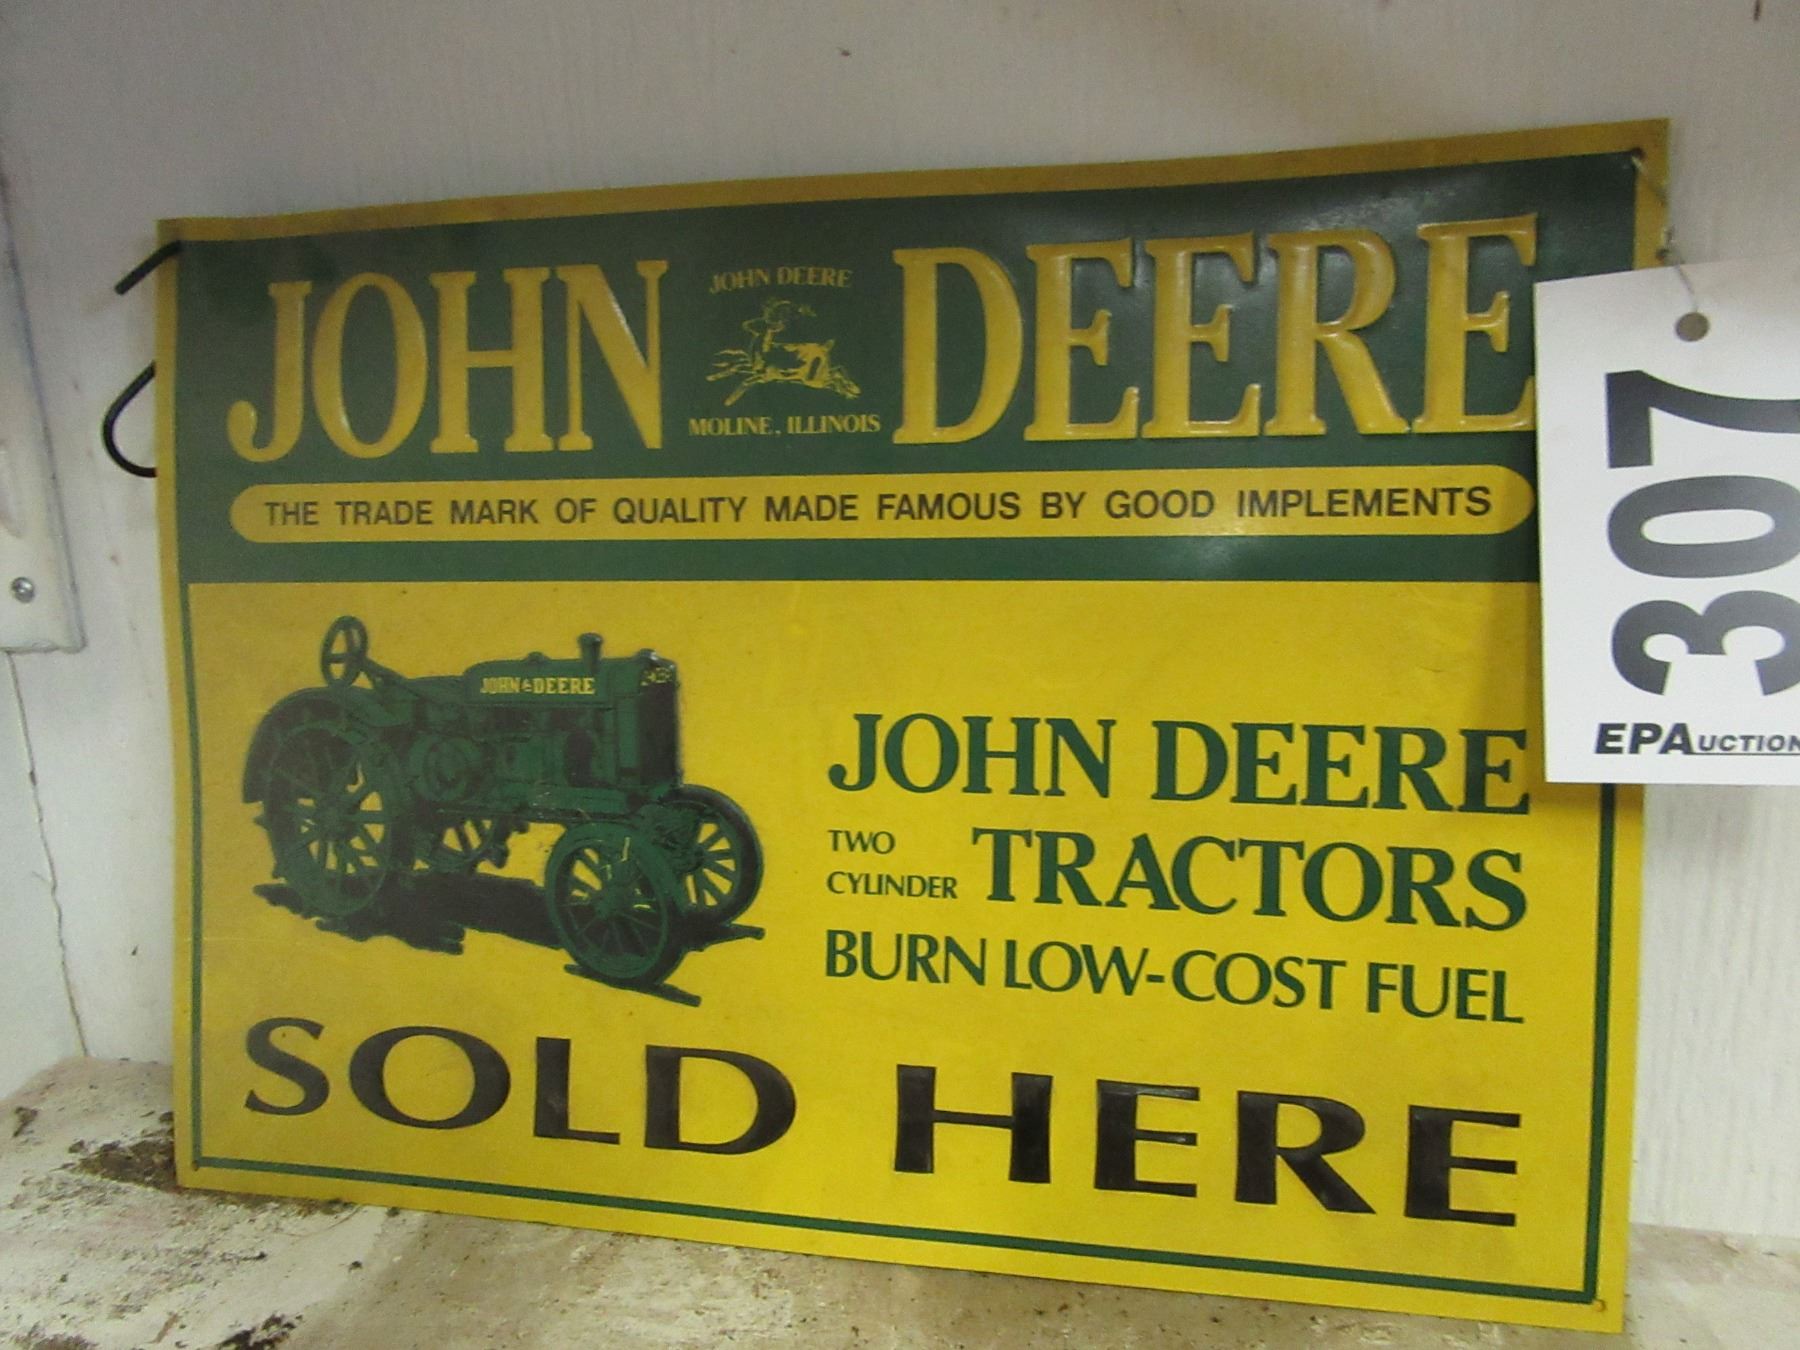 JOHN DEERE
JOHN DEERE
MOLINE, ILLINOIS
THE TRADE MARK OF QUALITY MADE FAMOUS BY GOOD IMPLEMENTS
JOHN DEERE
JOHN DEERE
TWO CYLINDER TRACTORS
BURN LOW-COST FUEL
SOLD HERE
307
EPAUCTION